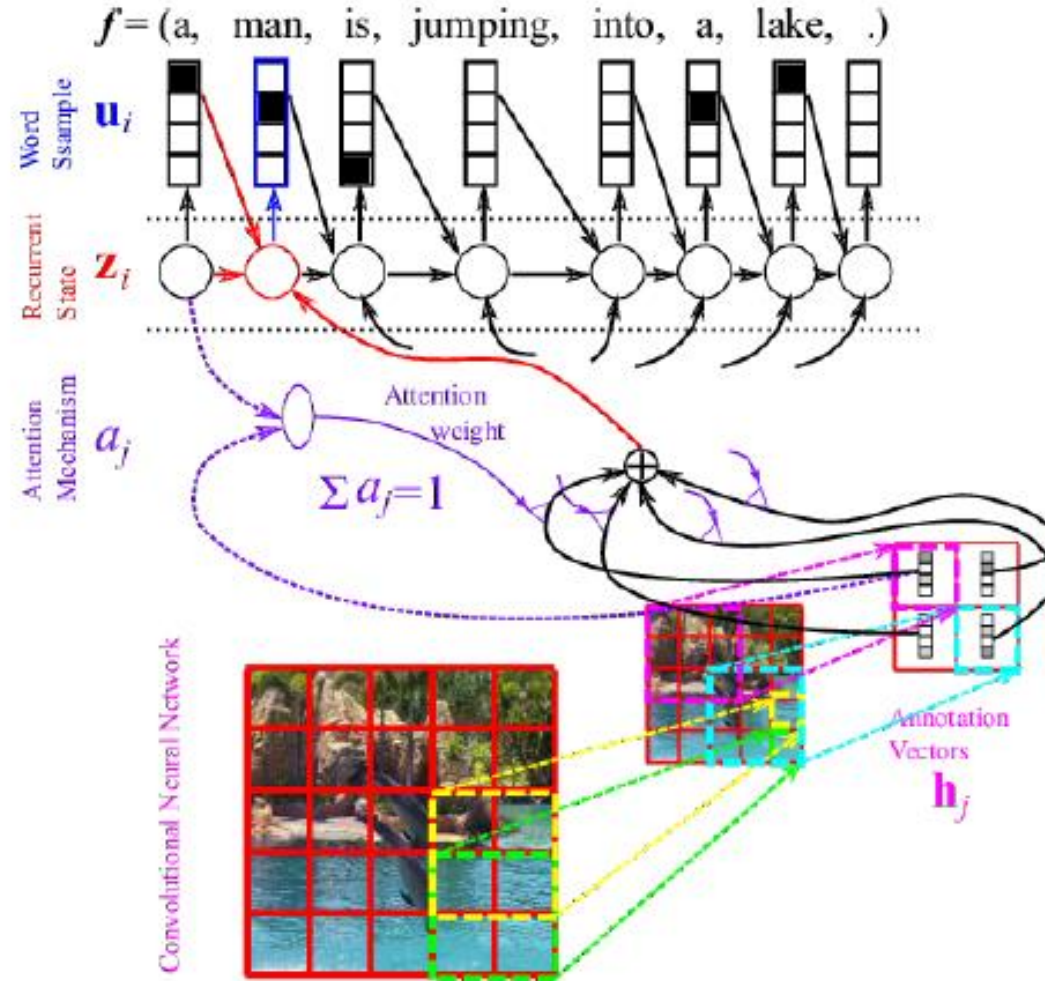 f = (a, man, is, jumping, into, a, lake, .)
Word
Ssample
u_i
Recurrent
State
z_i
Attention
Mechanism
a_j
Attention
weight
∑ a_j=1
Convolutional Neural Network
Annotation
Vectors
h_j